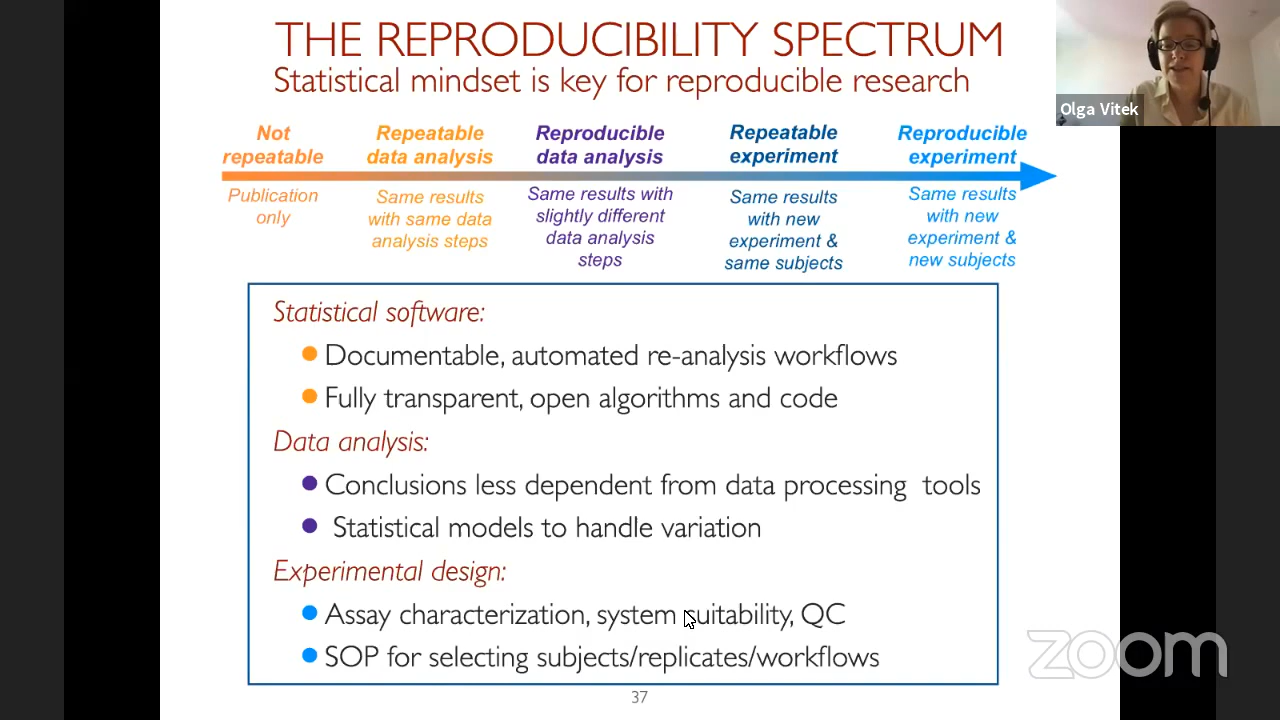 THE REPRODUCIBILITY SPECTRUM
Statistical mindset is key for reproducible research
Olga Vitek
Not
repeatable
Repeatable
data analysis
Reproducible
data analysis
Repeatable
experiment
Reproducible
experiment
Publication
only
Same results
with same data
analysis steps
Same results with
slightly different
data analysis
steps
Same results
with new
experiment &
same subjects
Same results
with new
experiment &
new subjects
Statistical software:
Documentable, automated re-analysis workflows
Fully transparent, open algorithms and code
Data analysis:
Conclusions less dependent from data processing tools
Statistical models to handle variation
Experimental design:
Assay characterization, system suitability, QC
SOP for selecting subjects/replicates/workflows
zoom
37